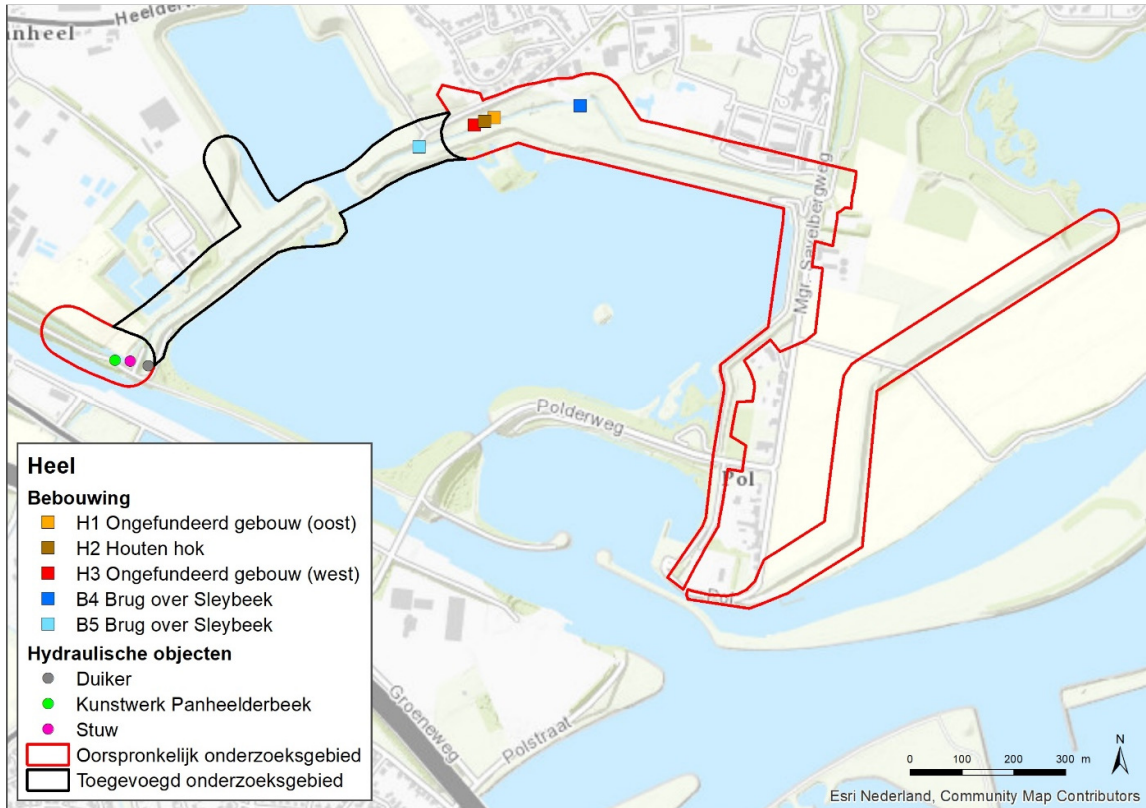 Heelderweg
anheel
Mgr. Savelbergweg
Polderweg
Pol
Pol
Groeneweg
Polstraat
Heel
Bebouwing
H1 Ongefundeerd gebouw (oost)
H2 Houten hok
H3 Ongefundeerd gebouw (west)
B4 Brug over Sleybeek
B5 Brug over Sleybeek
Hydraulische objecten
Duiker
Kunstwerk Panheelderbeek
Stuw
Oorspronkelijk onderzoeksgebied
Toegevoegd onderzoeksgebied
N
0 100 200 300 m
Esri Nederland, Community Map Contributors